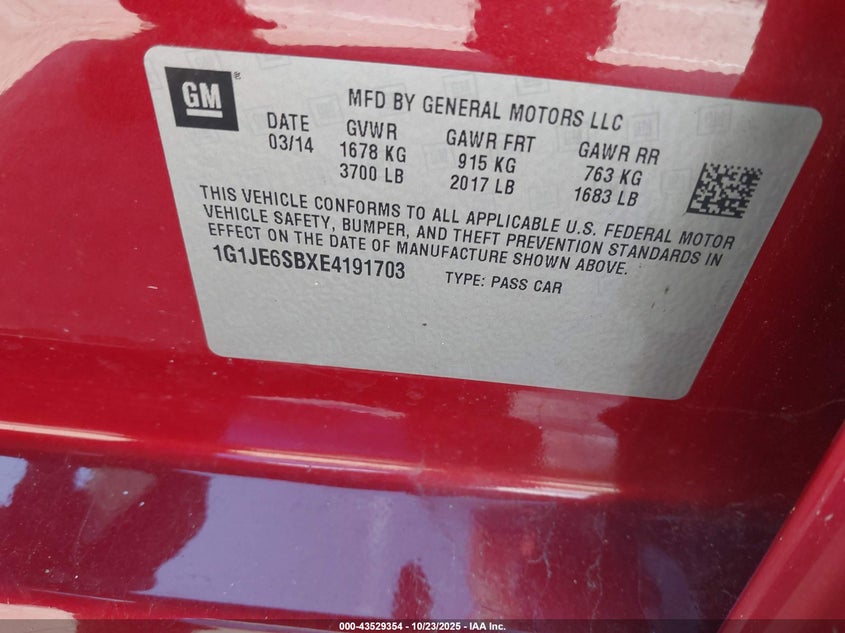 GM®
MFD BY GENERAL MOTORS LLC
DATE GVWR GAWR FRT GAWR RR
03/14 1678 KG 915 KG 763 KG
3700 LB 2017 LB 1683 LB
THIS VEHICLE CONFORMS TO ALL APPLICABLE U.S. FEDERAL MOTOR
VEHICLE SAFETY, BUMPER, AND THEFT PREVENTION STANDARDS IN
EFFECT ON THE DATE OF MANUFACTURE SHOWN ABOVE.
1G1JE6SBXE4191703 TYPE: PASS CAR
000-43529354 - 10/23/2025 - IAA Inc.